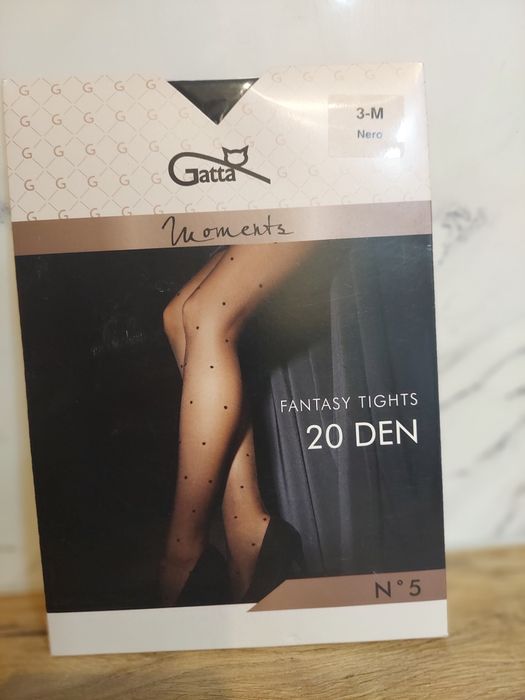 3-M
Nero
Gatta
Moments
FANTASY TIGHTS
20 DEN
N°5